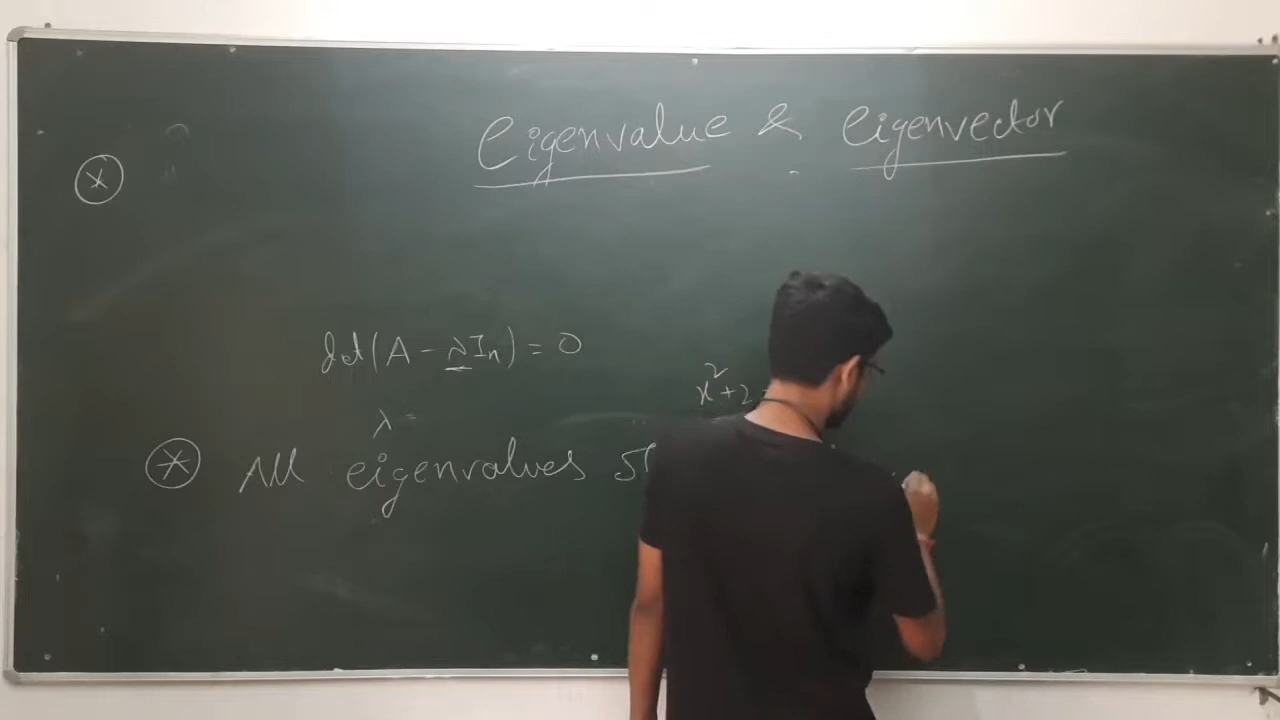 Eigenvalue & Eigenvector
det(A - λIn) = 0
x²+2
λ =
All eigenvalues